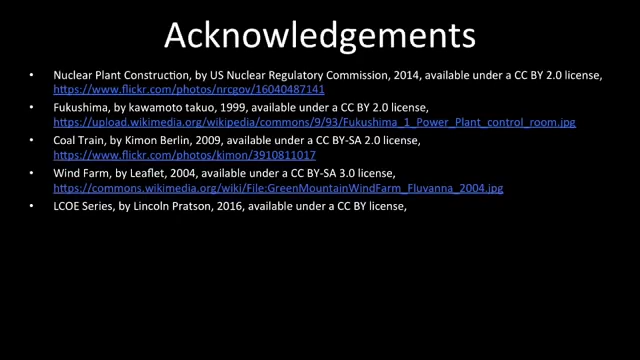 Acknowledgements
• Nuclear Plant Construction, by US Nuclear Regulatory Commission, 2014, available under a CC BY 2.0 license,
https://www.flickr.com/photos/nrcgov/16040487141
• Fukushima, by kawamoto takuo, 1999, available under a CC BY 2.0 license,
https://upload.wikimedia.org/wikipedia/commons/9/93/Fukushima_1_Power_Plant_control_room.jpg
• Coal Train, by Kimon Berlin, 2009, available under a CC BY-SA 2.0 license,
https://www.flickr.com/photos/kimon/3910811017
• Wind Farm, by Leaflet, 2004, available under a CC BY-SA 3.0 license,
https://commons.wikimedia.org/wiki/File:GreenMountainWindFarm_Fluvanna_2004.jpg
• LCOE Series, by Lincoln Pratson, 2016, available under a CC BY license,